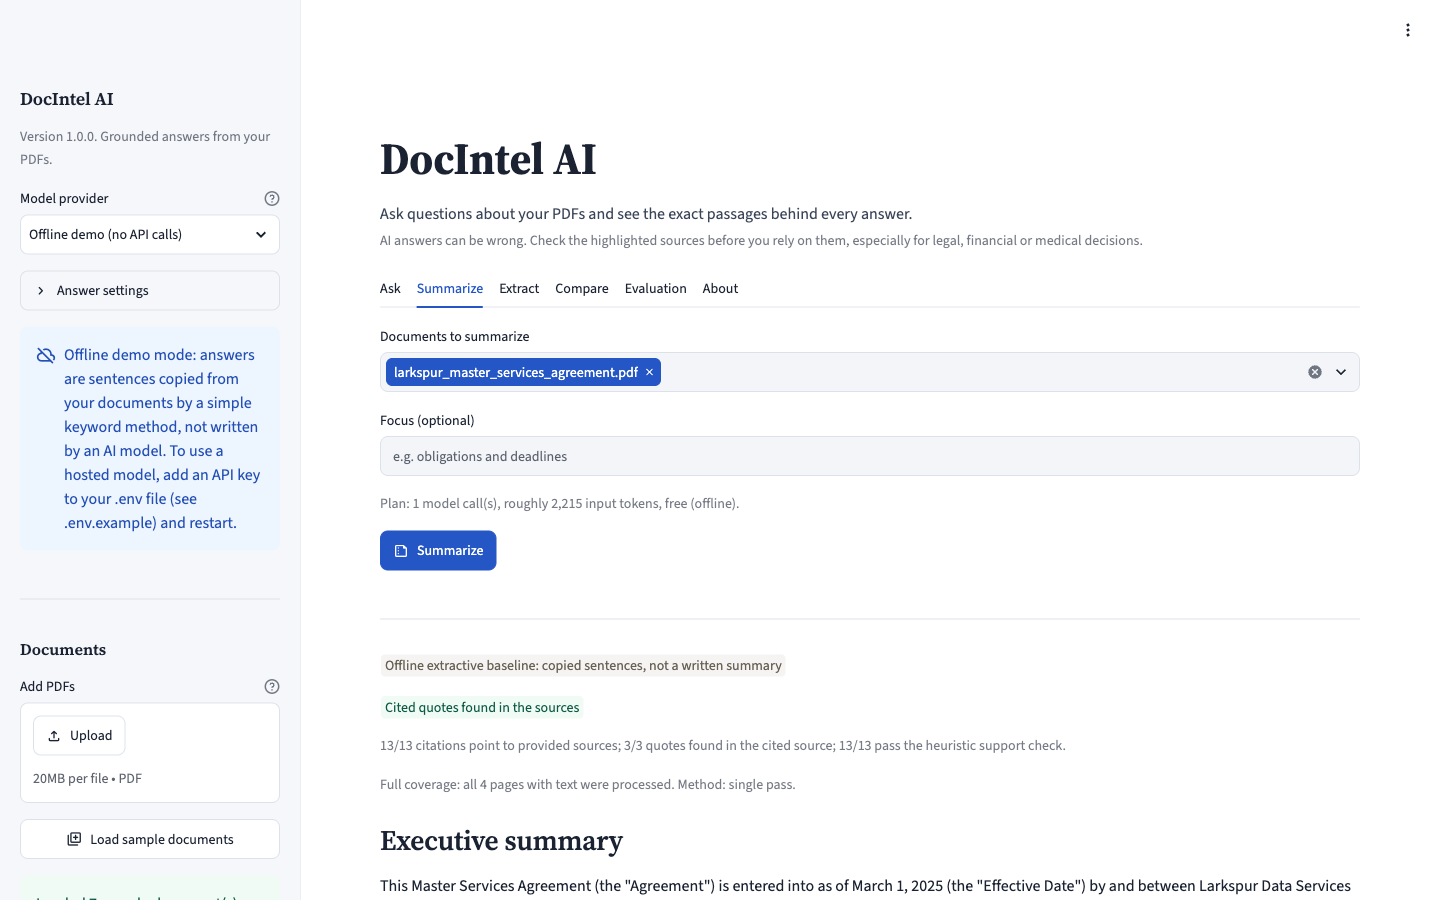 DocIntel AI
Version 1.0.0. Grounded answers from your
PDFs.
Model provider
Offline demo (no API calls)
Answer settings
Offline demo mode: answers
are sentences copied from
your documents by a simple
keyword method, not written
by an AI model. To use a
hosted model, add an API key
to your .env file (see
.env.example) and restart.
Documents
Add PDFs
Upload
20MB per file • PDF
Load sample documents
DocIntel AI
Ask questions about your PDFs and see the exact passages behind every answer.
AI answers can be wrong. Check the highlighted sources before you rely on them, especially for legal, financial or medical decisions.
Ask Summarize Extract Compare Evaluation About
Documents to summarize
larkspur_master_services_agreement.pdf
Focus (optional)
e.g. obligations and deadlines
Plan: 1 model call(s), roughly 2,215 input tokens, free (offline).
Summarize
Offline extractive baseline: copied sentences, not a written summary
Cited quotes found in the sources
13/13 citations point to provided sources; 3/3 quotes found in the cited source; 13/13 pass the heuristic support check.
Full coverage: all 4 pages with text were processed. Method: single pass.
Executive summary
This Master Services Agreement (the "Agreement") is entered into as of March 1, 2025 (the "Effective Date") by and between Larkspur Data Services